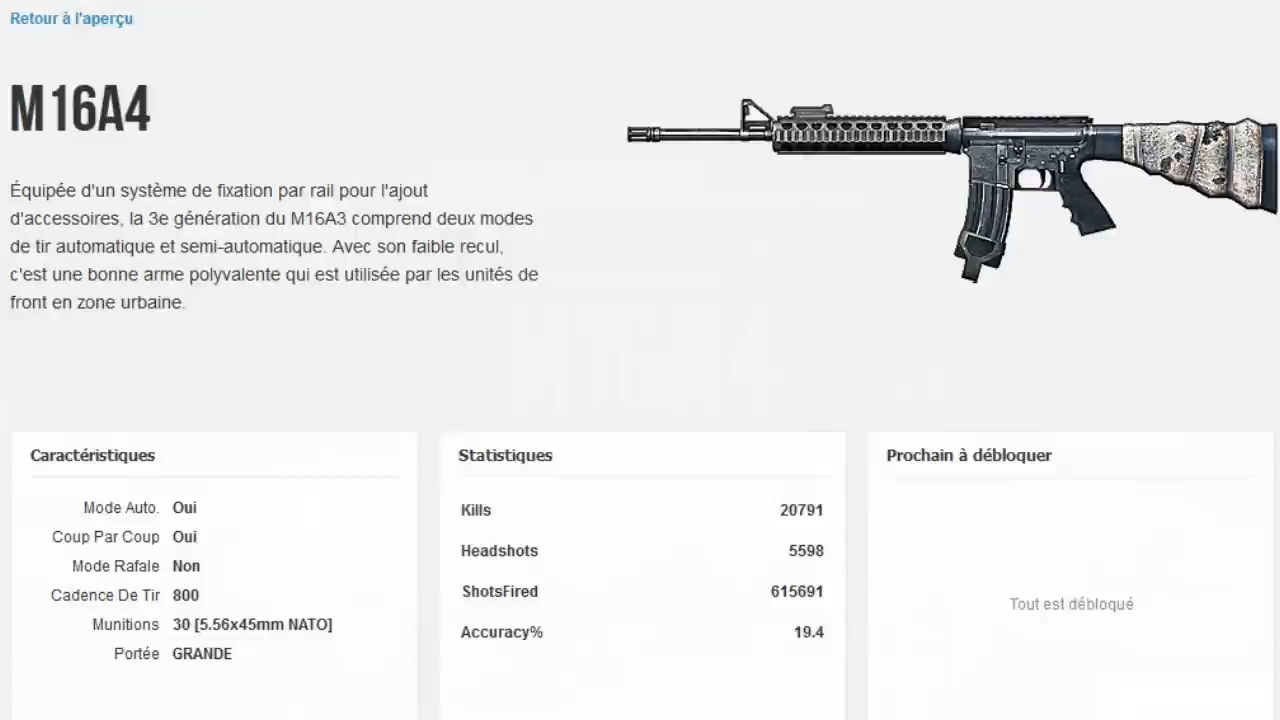 Retour à l'aperçu
M16A4
Équipée d'un système de fixation par rail pour l'ajout
d'accessoires, la 3e génération du M16A3 comprend deux modes
de tir automatique et semi-automatique. Avec son faible recul,
c'est une bonne arme polyvalente qui est utilisée par les unités de
front en zone urbaine.
Caractéristiques
Mode Auto. Oui
Coup Par Coup Oui
Mode Rafale Non
Cadence De Tir 800
Munitions 30 [5.56x45mm NATO]
Portée GRANDE
Statistiques
Kills 20791
Headshots 5598
ShotsFired 615691
Accuracy% 19.4
Prochain à débloquer
Tout est débloqué